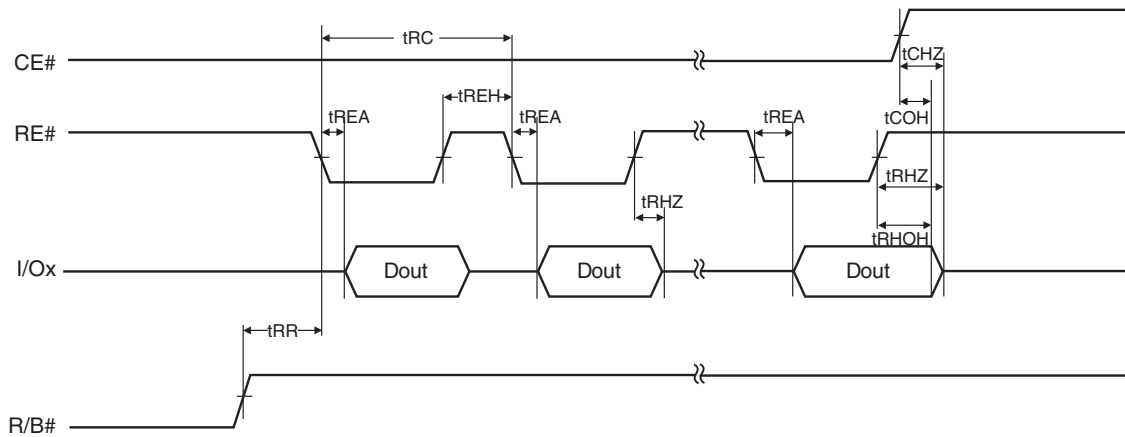 tRC
CE#
tCHZ
tREH
tREA
tREA
tREA
tCOH
RE#
tRHZ
tRHZ
tRHOH
I/Ox
Dout
Dout
Dout
tRR
R/B#